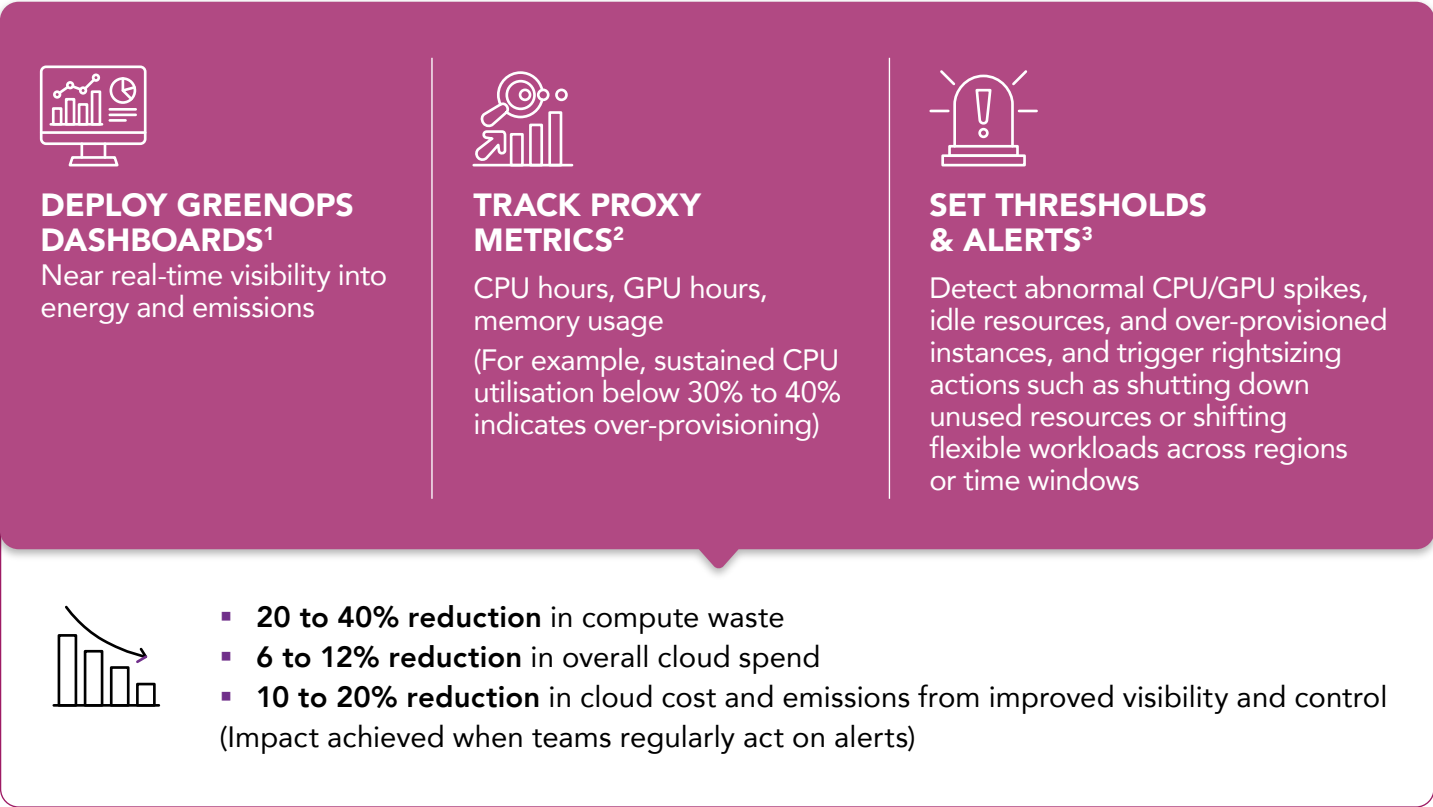 DEPLOY GREENOPS
DASHBOARDS¹
Near real-time visibility into
energy and emissions
TRACK PROXY
METRICS²
CPU hours, GPU hours,
memory usage
(For example, sustained CPU
utilisation below 30% to 40%
indicates over-provisioning)
SET THRESHOLDS
& ALERTS³
Detect abnormal CPU/GPU spikes,
idle resources, and over-provisioned
instances, and trigger rightsizing
actions such as shutting down
unused resources or shifting
flexible workloads across regions
or time windows
▪ 20 to 40% reduction in compute waste
▪ 6 to 12% reduction in overall cloud spend
▪ 10 to 20% reduction in cloud cost and emissions from improved visibility and control
(Impact achieved when teams regularly act on alerts)